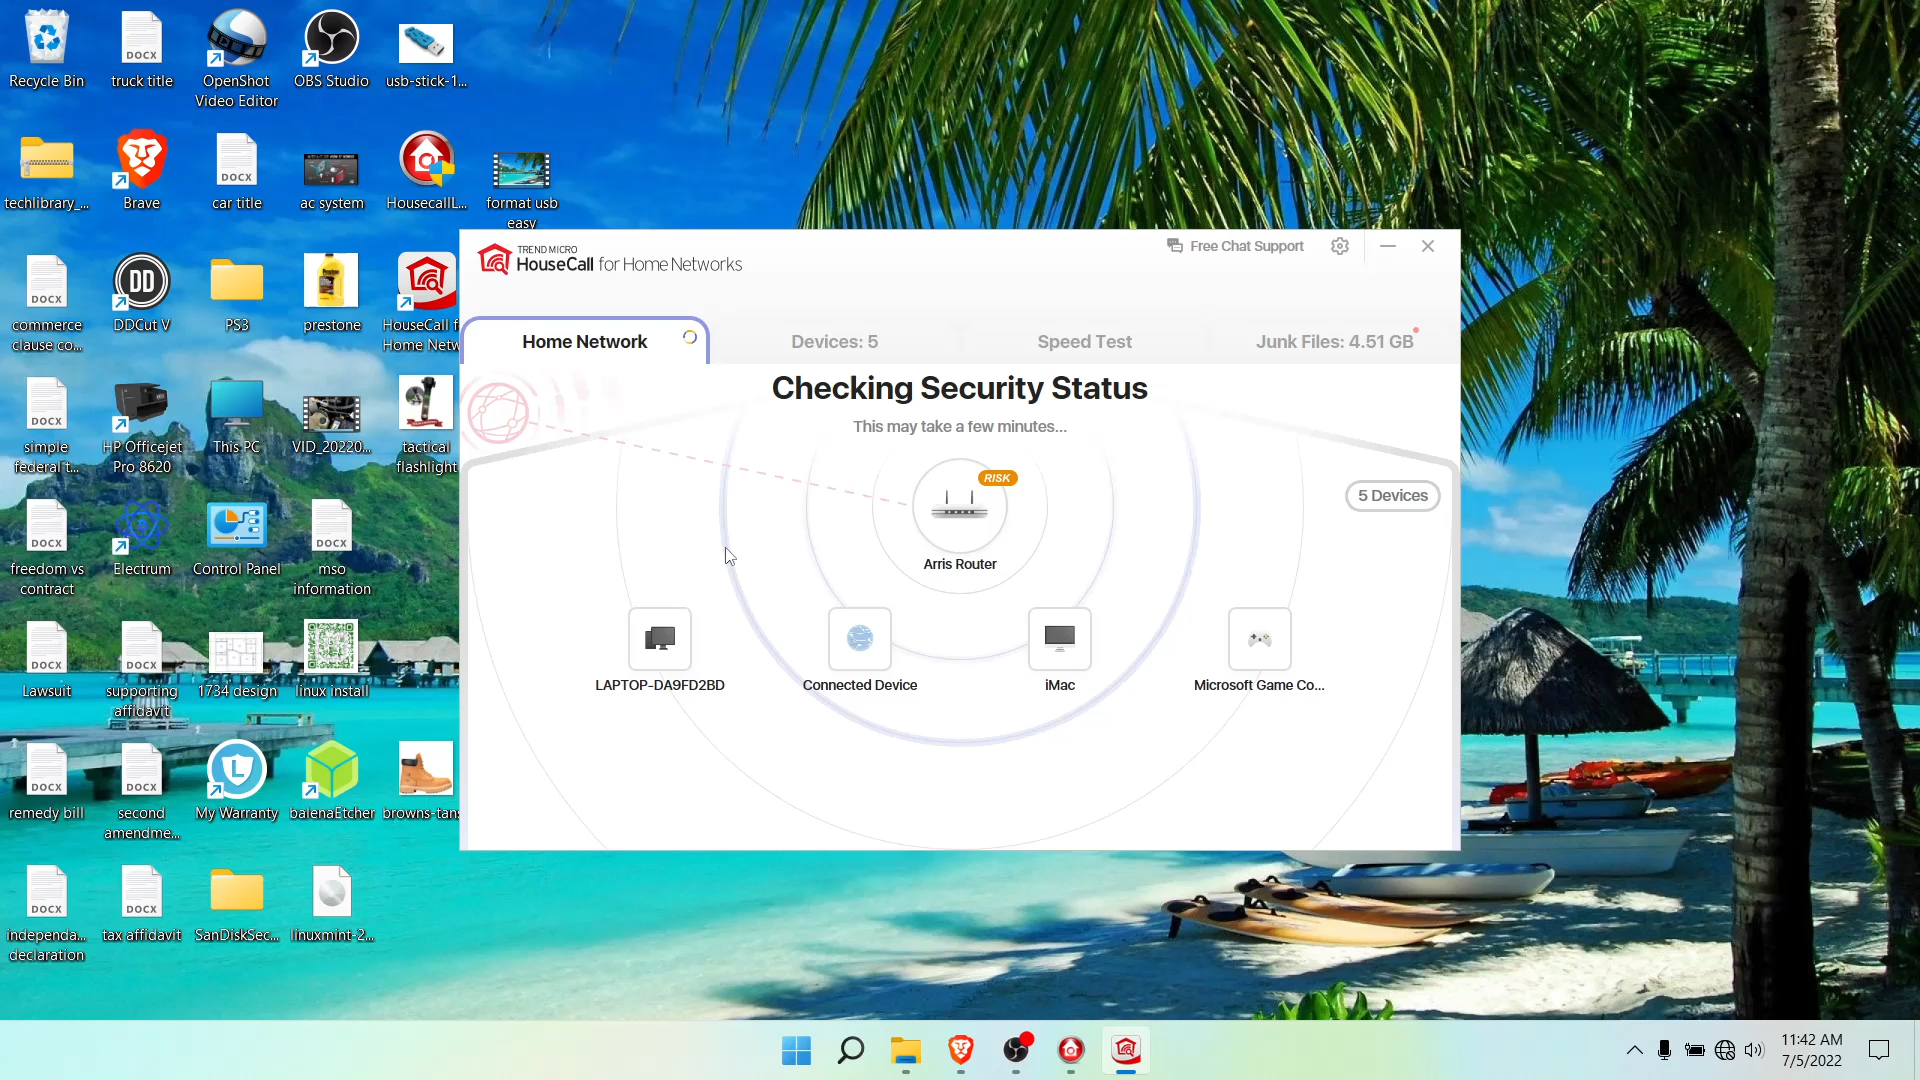 Recycle Bin
truck title
OpenShot
Video Editor
OBS Studio
usb-stick-1...
techlibrary_...
Brave
car title
ac system
HousecallL...
format usb
easy
commerce
clause co...
DDCut V
PS3
prestone
HouseCall f
Home Netw
simple
federal t...
HP Officejet
Pro 8620
This PC
VID_20220...
tactical
flashlight
freedom vs
contract
Electrum
Control Panel
mso
information
Lawsuit
supporting
affidavit
1734 design
linux install
remedy bill
second
amendme...
My Warranty
balenaEtcher
browns-tans
independa...
declaration
tax affidavit
SanDiskSec...
linuxmint-2...
DOCX
DOCX
DOCX
DD
DOCX
DOCX
DOCX
DOCX
DOCX
DOCX
DOCX
DOCX
DOCX
L
TREND MICRO
HouseCall for Home Networks
Free Chat Support
Home Network
Devices: 5
Speed Test
Junk Files: 4.51 GB
Checking Security Status
This may take a few minutes...
RISK
5 Devices
Arris Router
LAPTOP-DA9FD2BD
Connected Device
iMac
Microsoft Game Co...
11:42 AM
7/5/2022